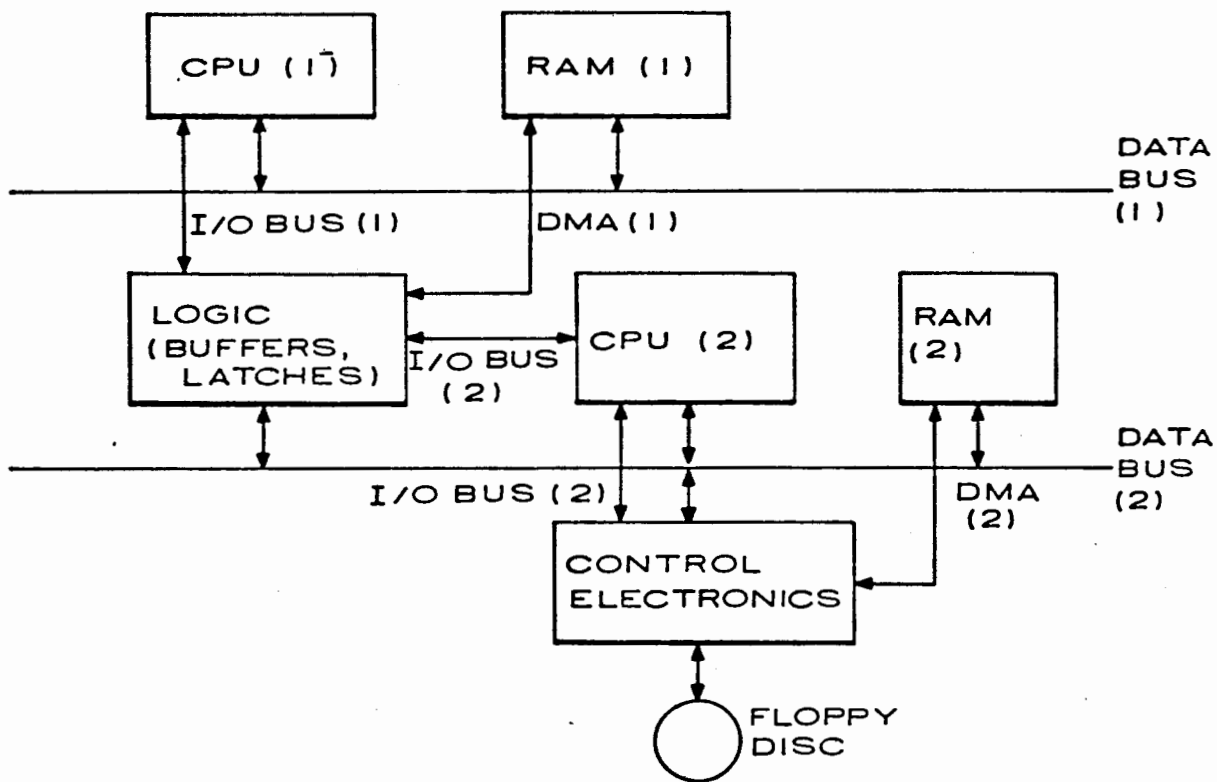 CPU (1)
RAM (1)
DATA
BUS
(1)
I/O BUS (1)
DMA (1)
LOGIC
(BUFFERS,
LATCHES)
I/O BUS
(2)
CPU (2)
RAM
(2)
DATA
BUS
(2)
I/O BUS (2)
DMA
(2)
CONTROL
ELECTRONICS
FLOPPY
DISC